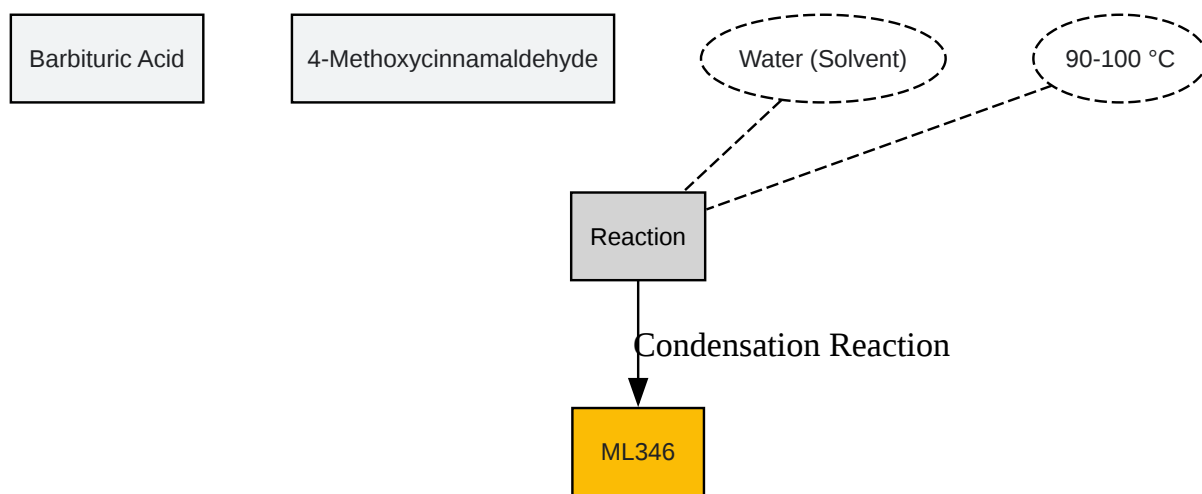 Barbituric Acid
4-Methoxycinnamaldehyde
Water (Solvent)
90-100 °C
Reaction
Condensation Reaction
ML346